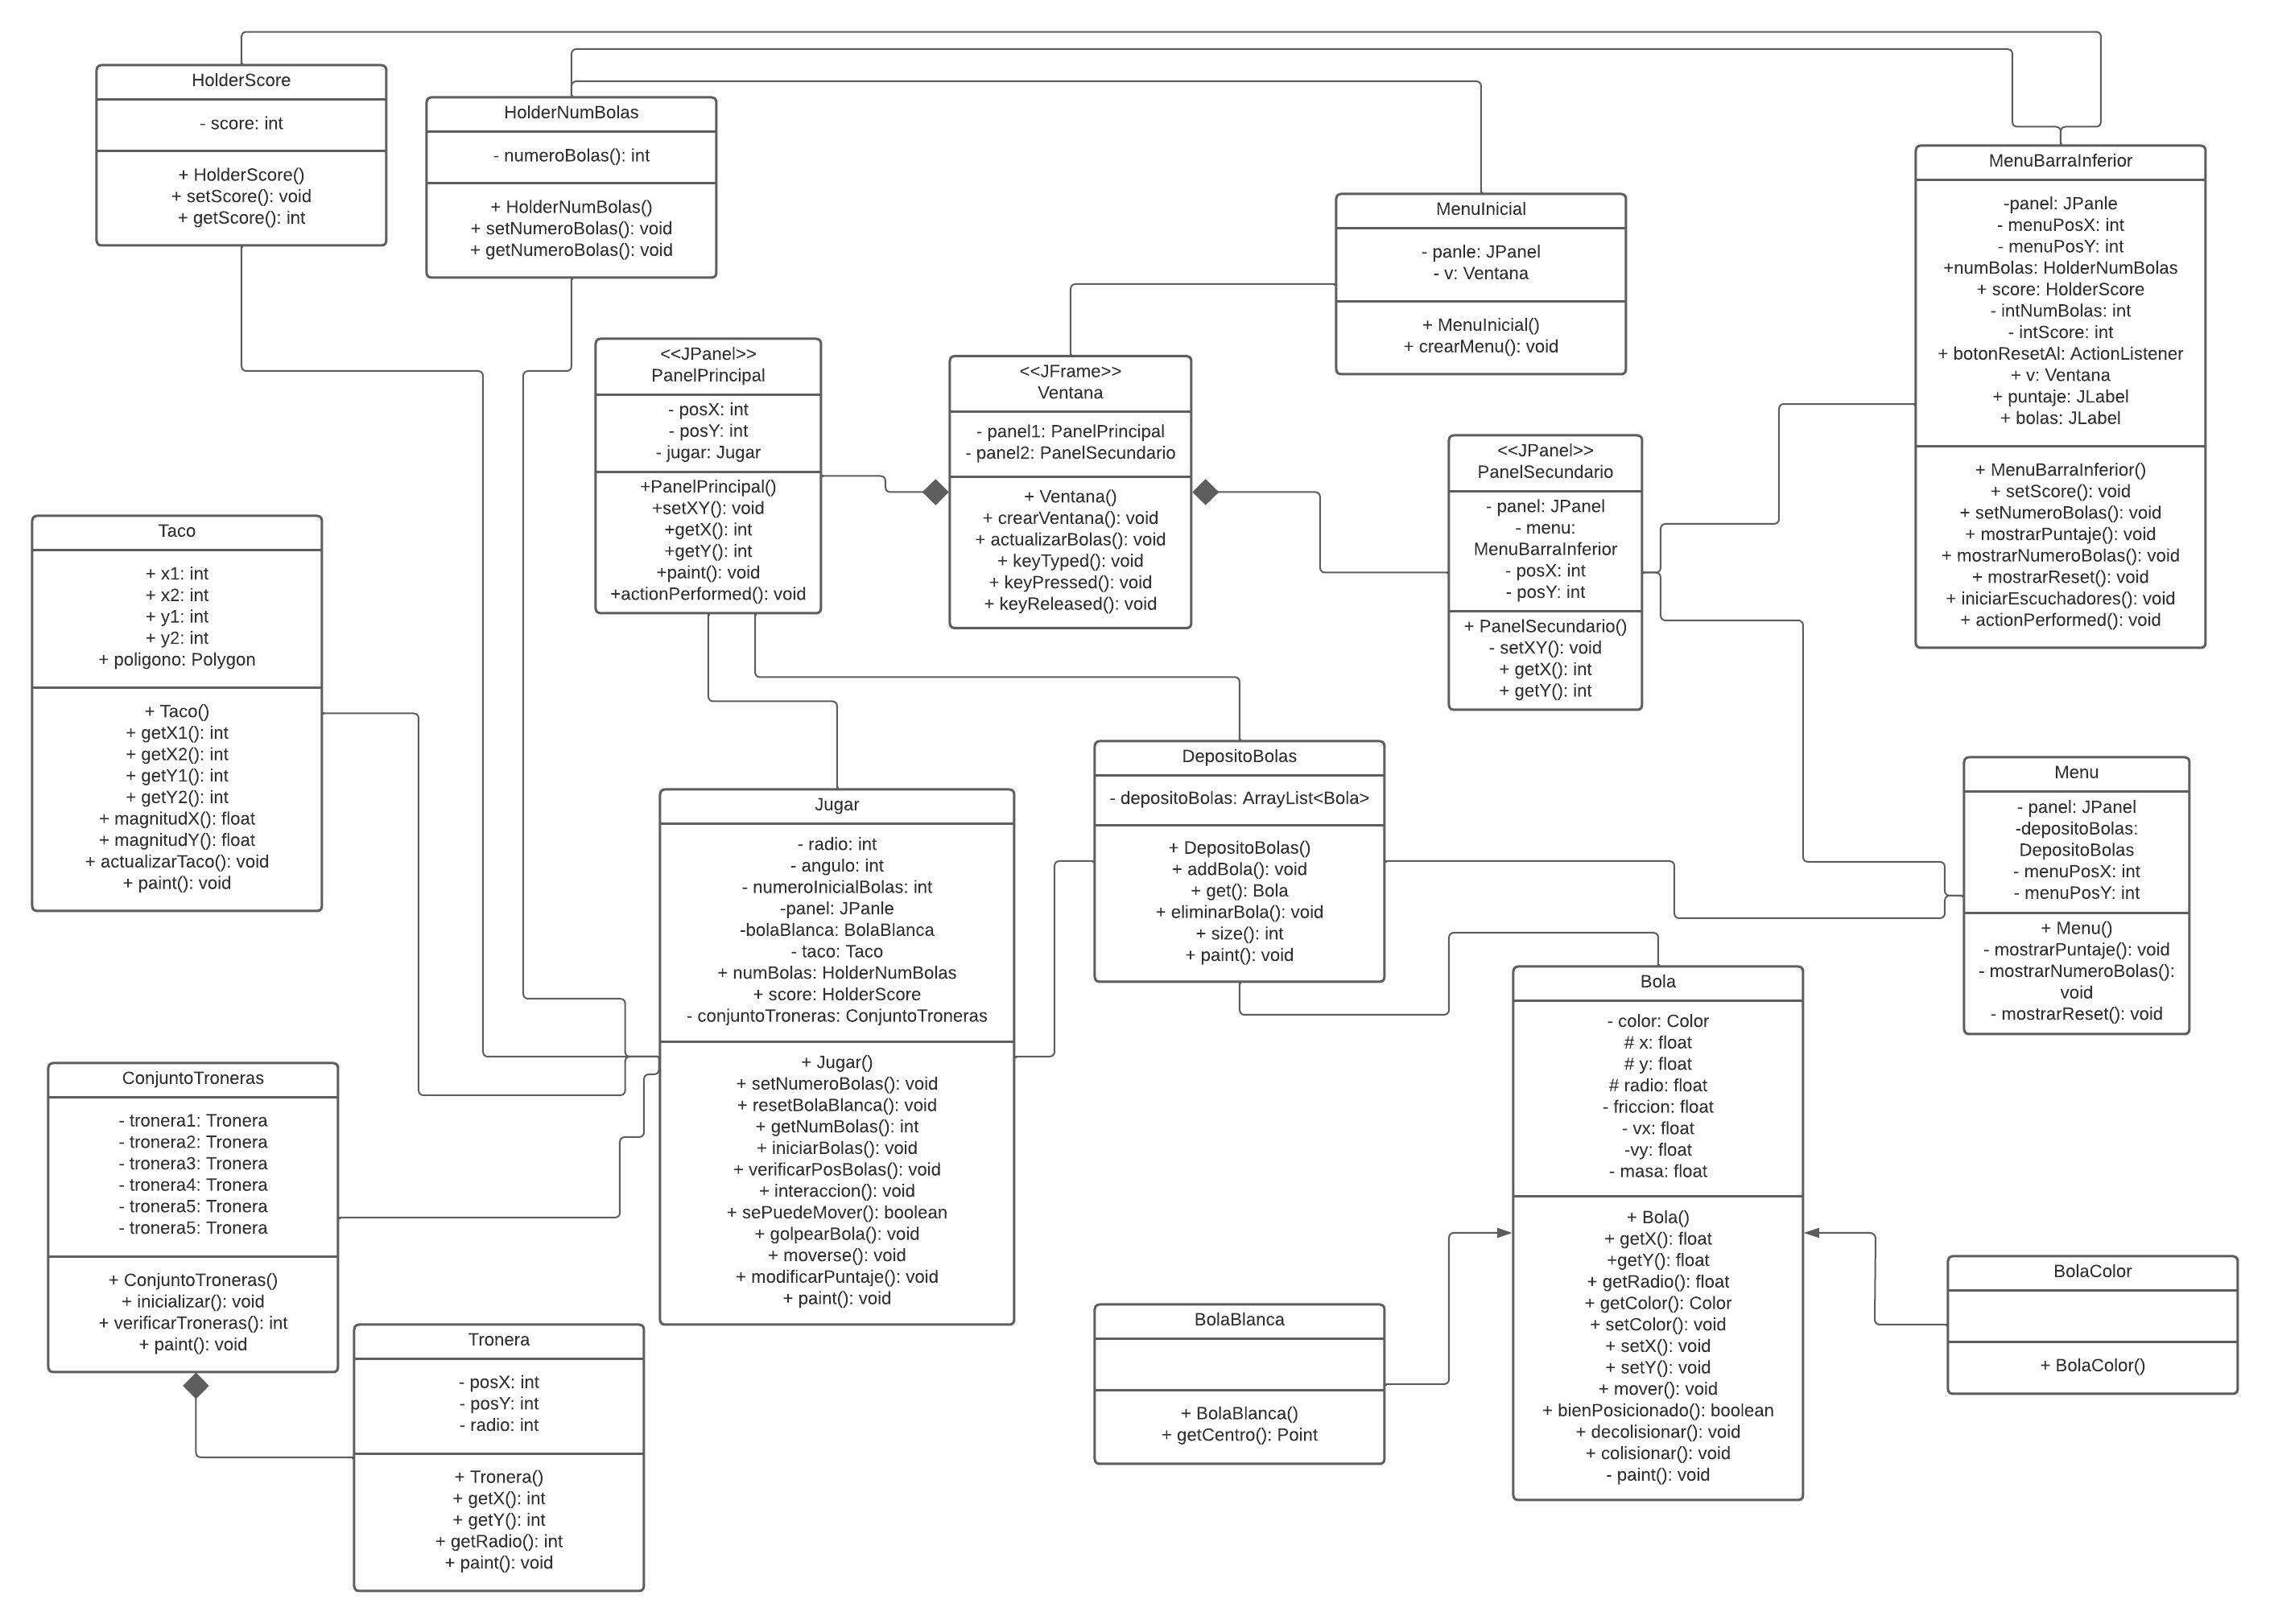 HolderScore
- score: int
+ HolderScore()
+ setScore(): void
+ getScore(): int
HolderNumBolas
- numeroBolas(): int
+ HolderNumBolas()
+ setNumeroBolas(): void
+ getNumeroBolas(): void
MenuInicial
- panle: JPanel
- v: Ventana
+ MenuInicial()
+ crearMenu(): void
MenuBarraInferior
-panel: JPanle
- menuPosX: int
- menuPosY: int
+numBolas: HolderNumBolas
+ score: HolderScore
- intNumBolas: int
- intScore: int
+ botonResetAl: ActionListener
+ v: Ventana
+ puntaje: JLabel
+ bolas: JLabel
+ MenuBarraInferior()
+ setScore(): void
+ setNumeroBolas(): void
+ mostrarPuntaje(): void
+ mostrarNumeroBolas(): void
+ mostrarReset(): void
+ iniciarEscuchadores(): void
+ actionPerformed(): void
<<JPanel>>
PanelPrincipal
- posX: int
- posY: int
- jugar: Jugar
+PanelPrincipal()
+setXY(): void
+getX(): int
+getY(): int
+paint(): void
+actionPerformed(): void
<<JFrame>>
Ventana
- panel1: PanelPrincipal
- panel2: PanelSecundario
+ Ventana()
+ crearVentana(): void
+ actualizarBolas(): void
+ keyTyped(): void
+ keyPressed(): void
+ keyReleased(): void
<<JPanel>>
PanelSecundario
- panel: JPanel
- menu:
MenuBarraInferior
- posX: int
- posY: int
+ PanelSecundario()
- setXY(): void
+ getX(): int
+ getY(): int
Taco
+ x1: int
+ x2: int
+ y1: int
+ y2: int
+ poligono: Polygon
+ Taco()
+ getX1(): int
+ getX2(): int
+ getY1(): int
+ getY2(): int
+ magnitudX(): float
+ magnitudY(): float
+ actualizarTaco(): void
+ paint(): void
Jugar
- radio: int
- angulo: int
- numeroInicialBolas: int
-panel: JPanle
-bolaBlanca: BolaBlanca
- taco: Taco
+ numBolas: HolderNumBolas
+ score: HolderScore
- conjuntoTroneras: ConjuntoTroneras
+ Jugar()
+ setNumeroBolas(): void
+ resetBolaBlanca(): void
+ getNumBolas(): int
+ iniciarBolas(): void
+ verificarPosBolas(): void
+ interaccion(): void
+ sePuedeMover(): boolean
+ golpearBola(): void
+ moverse(): void
+ modificarPuntaje(): void
+ paint(): void
DepositoBolas
- depositoBolas: ArrayList<Bola>
+ DepositoBolas()
+ addBola(): void
+ get(): Bola
+ eliminarBola(): void
+ size(): int
+ paint(): void
Menu
- panel: JPanel
-depositoBolas:
DepositoBolas
- menuPosX: int
- menuPosY: int
+ Menu()
- mostrarPuntaje(): void
- mostrarNumeroBolas():
void
- mostrarReset(): void
Bola
- color: Color
# x: float
# y: float
# radio: float
- friccion: float
- vx: float
-vy: float
- masa: float
+ Bola()
+ getX(): float
+getY(): float
+ getRadio(): float
+ getColor(): Color
+ setColor(): void
+ setX(): void
+ setY(): void
+ mover(): void
+ bienPosicionado(): boolean
+ decolisionar(): void
+ colisionar(): void
- paint(): void
ConjuntoTroneras
- tronera1: Tronera
- tronera2: Tronera
- tronera3: Tronera
- tronera4: Tronera
- tronera5: Tronera
- tronera5: Tronera
+ ConjuntoTroneras()
+ inicializar(): void
+ verificarTroneras(): int
+ paint(): void
Tronera
- posX: int
- posY: int
- radio: int
+ Tronera()
+ getX(): int
+ getY(): int
+ getRadio(): int
+ paint(): void
BolaBlanca
+ BolaBlanca()
+ getCentro(): Point
BolaColor
+ BolaColor()